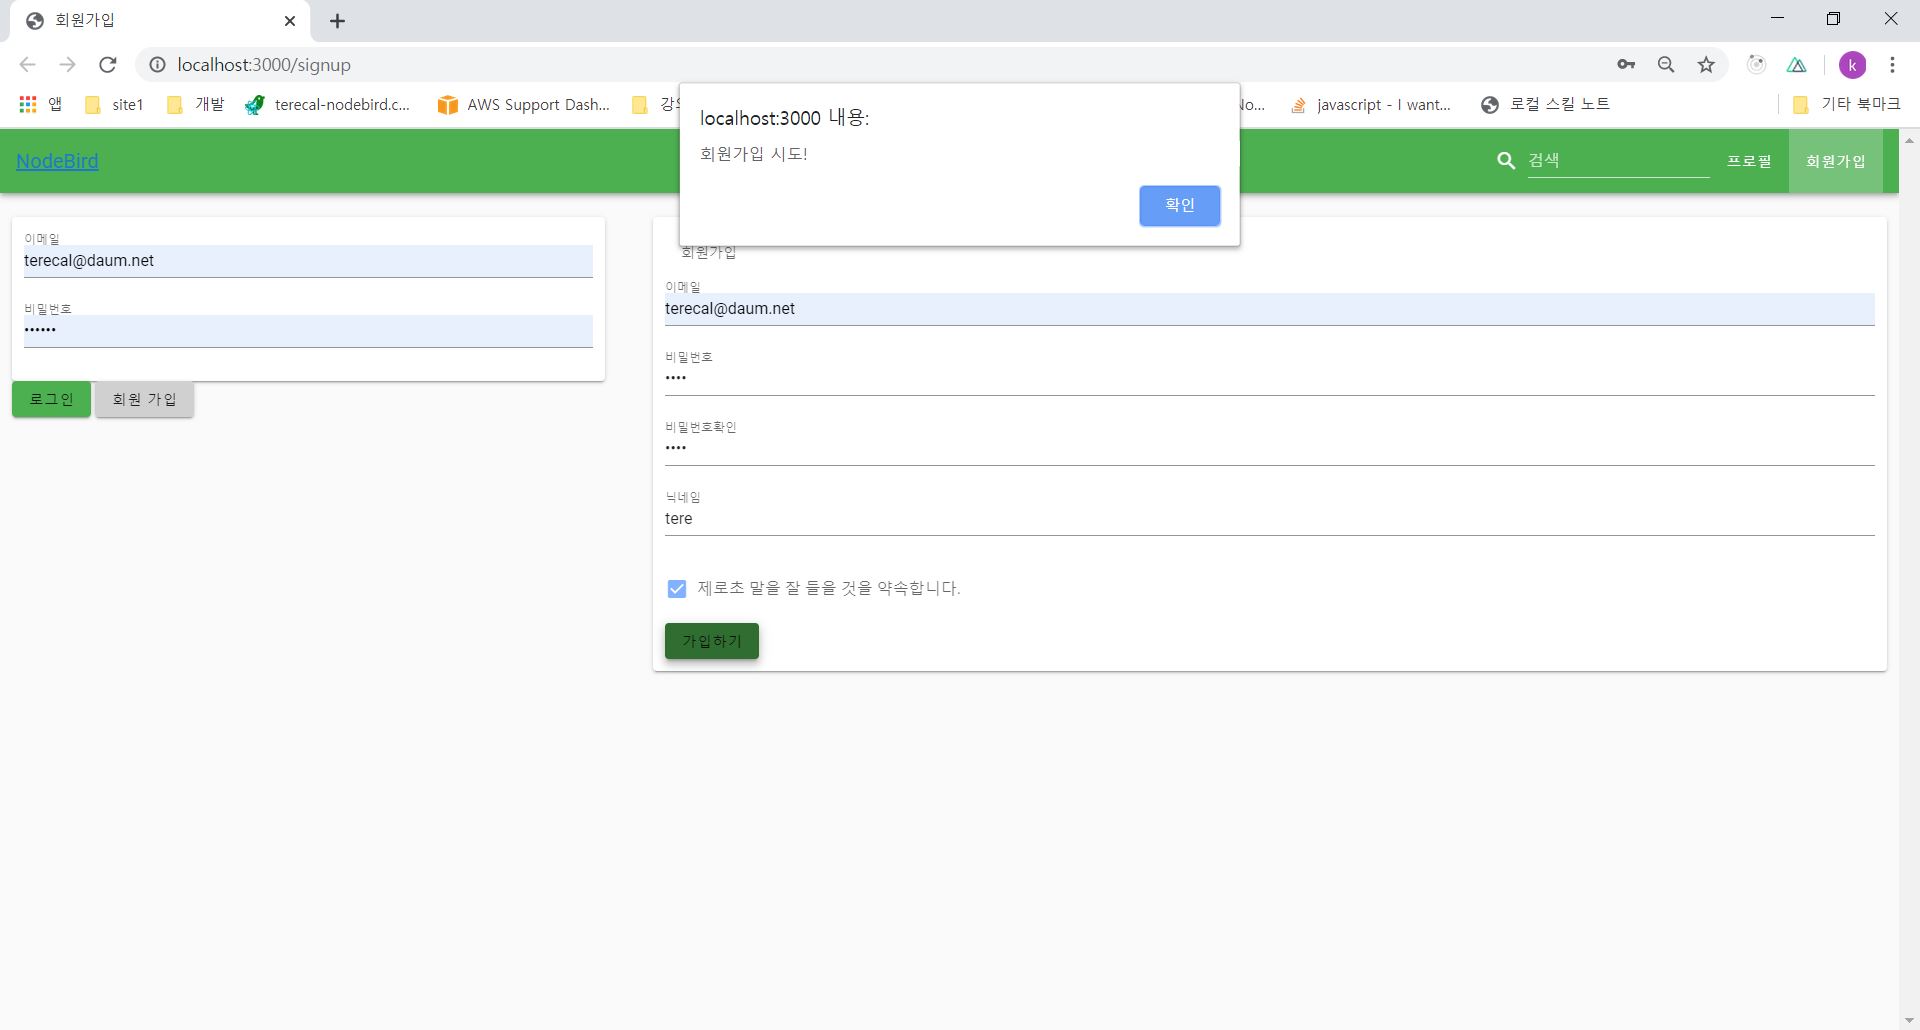 회원가입
localhost:3000/signup
k
앱 site1 개발 terecal-nodebird.c... AWS Support Dash... javascript - I want... 로컬 스킬 노트 기타 북마크
localhost:3000 내용:
회원가입 시도!
확인
NodeBird 검색 프로필 회원가입
이메일
terecal@daum.net
비밀번호
••••••
로그인 회원 가입
회원가입
이메일
terecal@daum.net
비밀번호
••••
비밀번호확인
••••
닉네임
tere
제로초 말을 잘 들을 것을 약속합니다.
가입하기